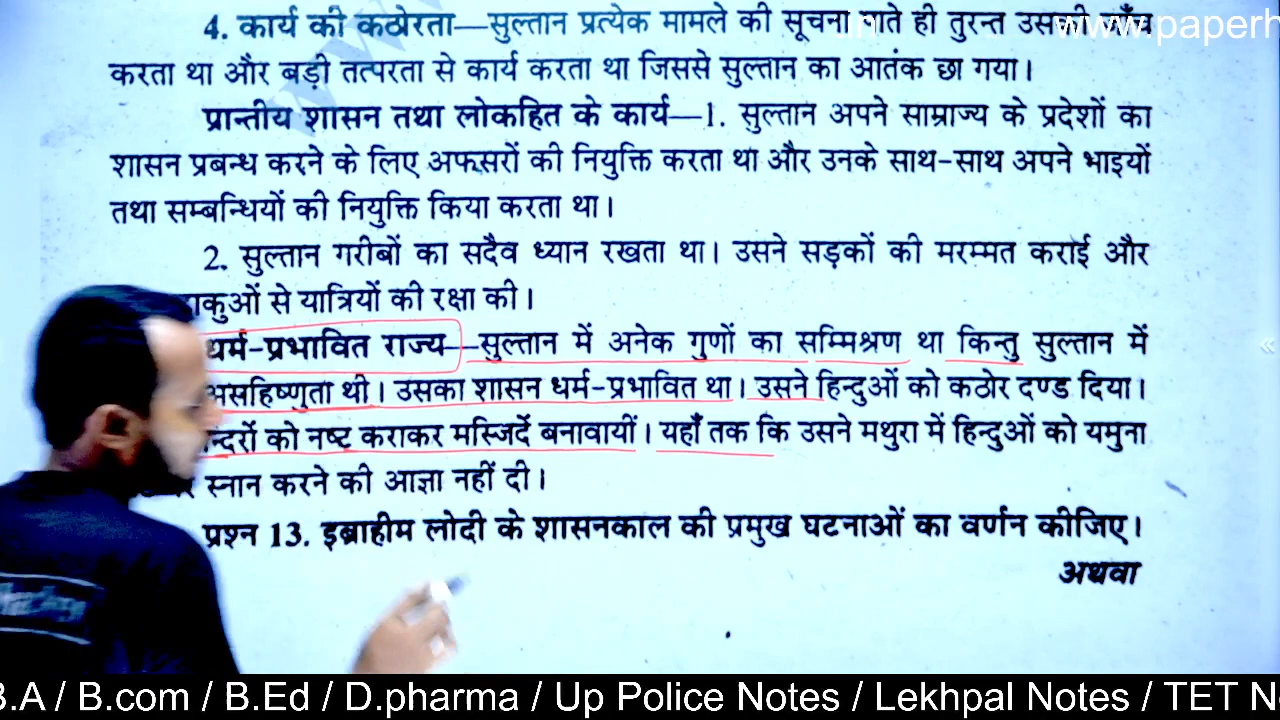 4. कार्य की कठोरता—सुल्तान प्रत्येक मामले की सूचना पाते ही तुरन्त उसकी जाँच
करता था और बड़ी तत्परता से कार्य करता था जिससे सुल्तान का आतंक छा गया।
प्रान्तीय शासन तथा लोकहित के कार्य—1. सुल्तान अपने साम्राज्य के प्रदेशों का
शासन प्रबन्ध करने के लिए अफसरों की नियुक्ति करता था और उनके साथ-साथ अपने भाइयों
तथा सम्बन्धियों की नियुक्ति किया करता था।
2. सुल्तान गरीबों का सदैव ध्यान रखता था। उसने सड़कों की मरम्मत कराई और
से यात्रियों की रक्षा की।
धर्म-प्रभावित राज्य—सुल्तान में अनेक गुणों का सम्मिश्रण था किन्तु सुल्तान में
असहिष्णुता थी। उसका शासन धर्म-प्रभावित था। उसने हिन्दुओं को कठोर दण्ड दिया।
को नष्ट कराकर मस्जिदें बनावायीं। यहाँ तक कि उसने मथुरा में हिन्दुओं को यमुना
स्नान करने की आज्ञा नहीं दी।
प्रश्न 13. इब्राहीम लोदी के शासनकाल की प्रमुख घटनाओं का वर्णन कीजिए।
अथवा
www.paperh
B.A / B.com / B.Ed / D.pharma / Up Police Notes / Lekhpal Notes / TET N